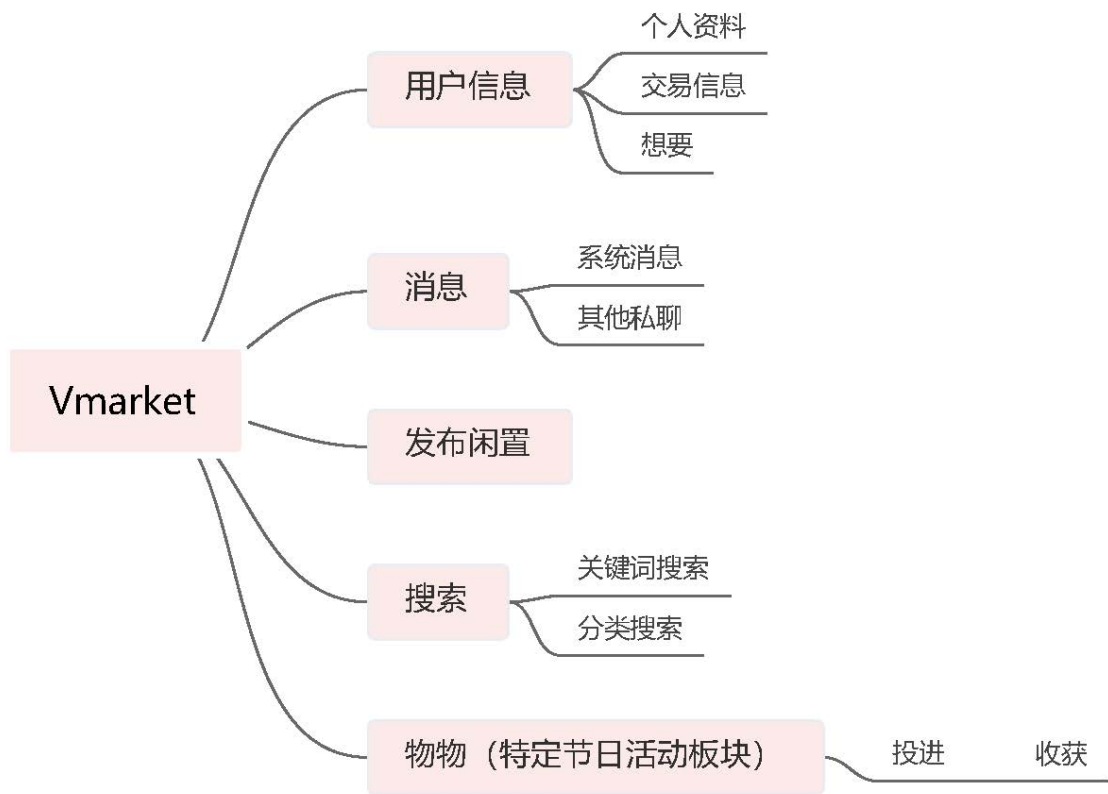 Vmarket
用户信息
个人资料
交易信息
想要
消息
系统消息
其他私聊
发布闲置
搜索
关键词搜索
分类搜索
物物（特定节日活动板块）
投进
收获